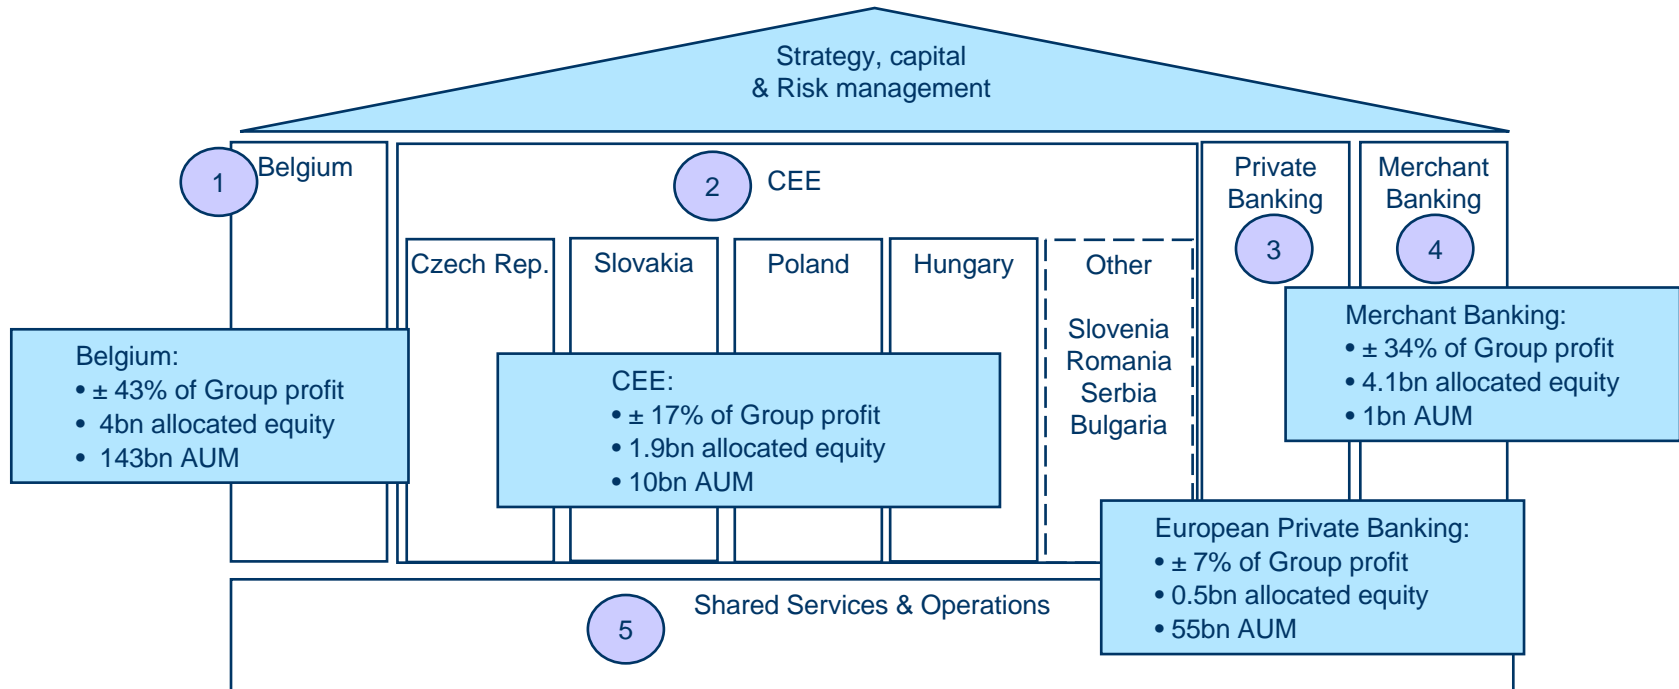 Strategy, capital
& Risk management
1
Belgium
2
CEE
Private
Banking
3
Merchant
Banking
4
Czech Rep.
Slovakia
Poland
Hungary
Other
Slovenia
Romania
Serbia
Bulgaria
Belgium:
• ± 43% of Group profit
• 4bn allocated equity
• 143bn AUM
CEE:
• ± 17% of Group profit
• 1.9bn allocated equity
• 10bn AUM
Merchant Banking:
• ± 34% of Group profit
• 4.1bn allocated equity
• 1bn AUM
European Private Banking:
• ± 7% of Group profit
• 0.5bn allocated equity
• 55bn AUM
5
Shared Services & Operations